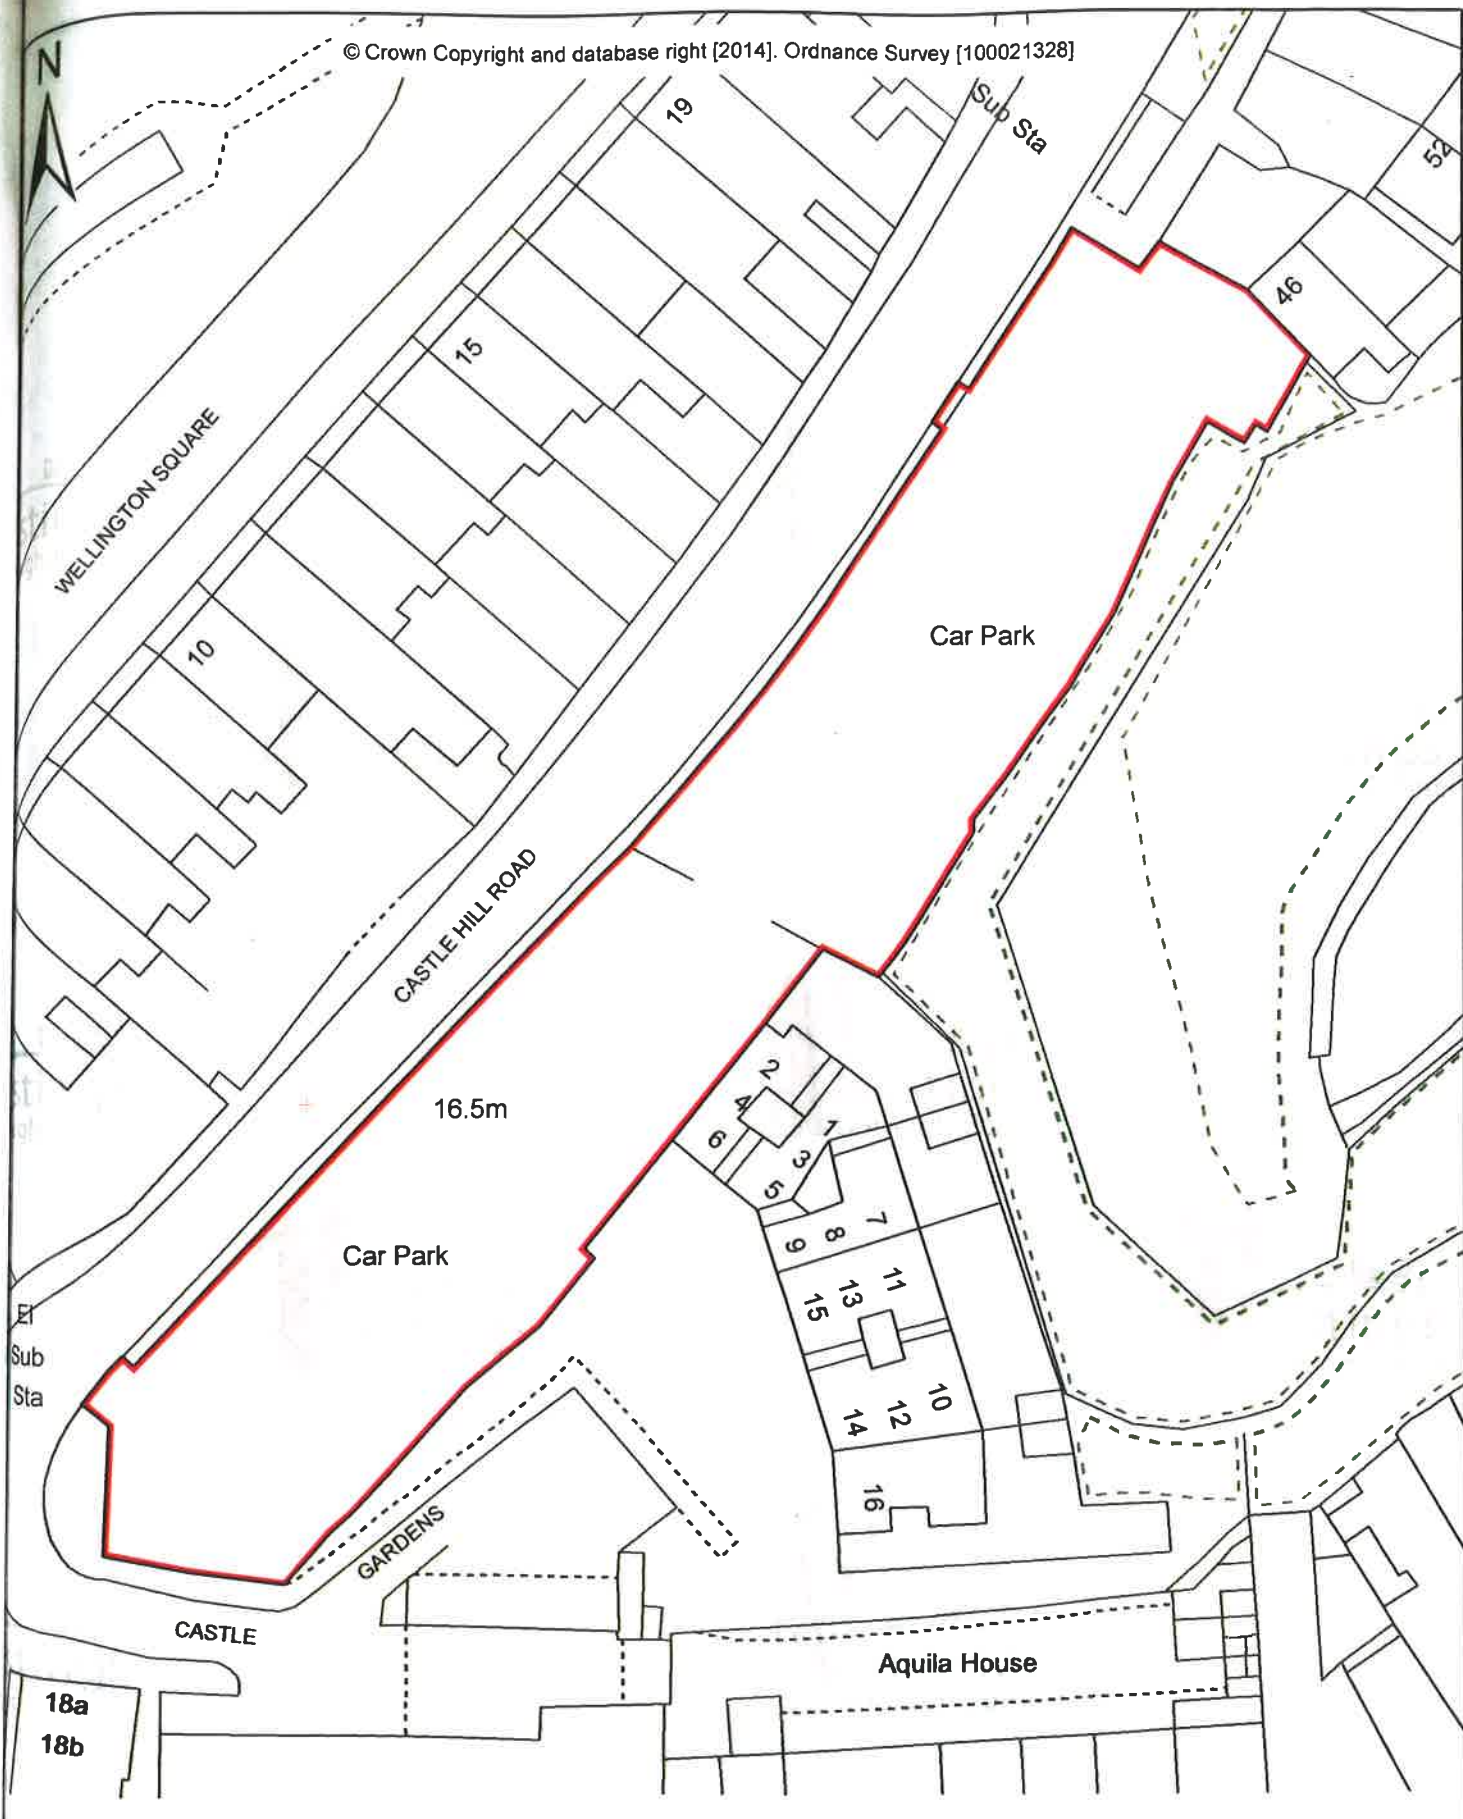 N
© Crown Copyright and database right [2014]. Ordnance Survey [100021328]
19
Sub Sta
52
46
15
WELLINGTON SQUARE
10
Car Park
CASTLE HILL ROAD
16.5m
2
4
6
1
3
5
7
8
9
Car Park
11
13
15
El
Sub
Sta
10
12
14
16
GARDENS
CASTLE
Aquila House
18a
18b